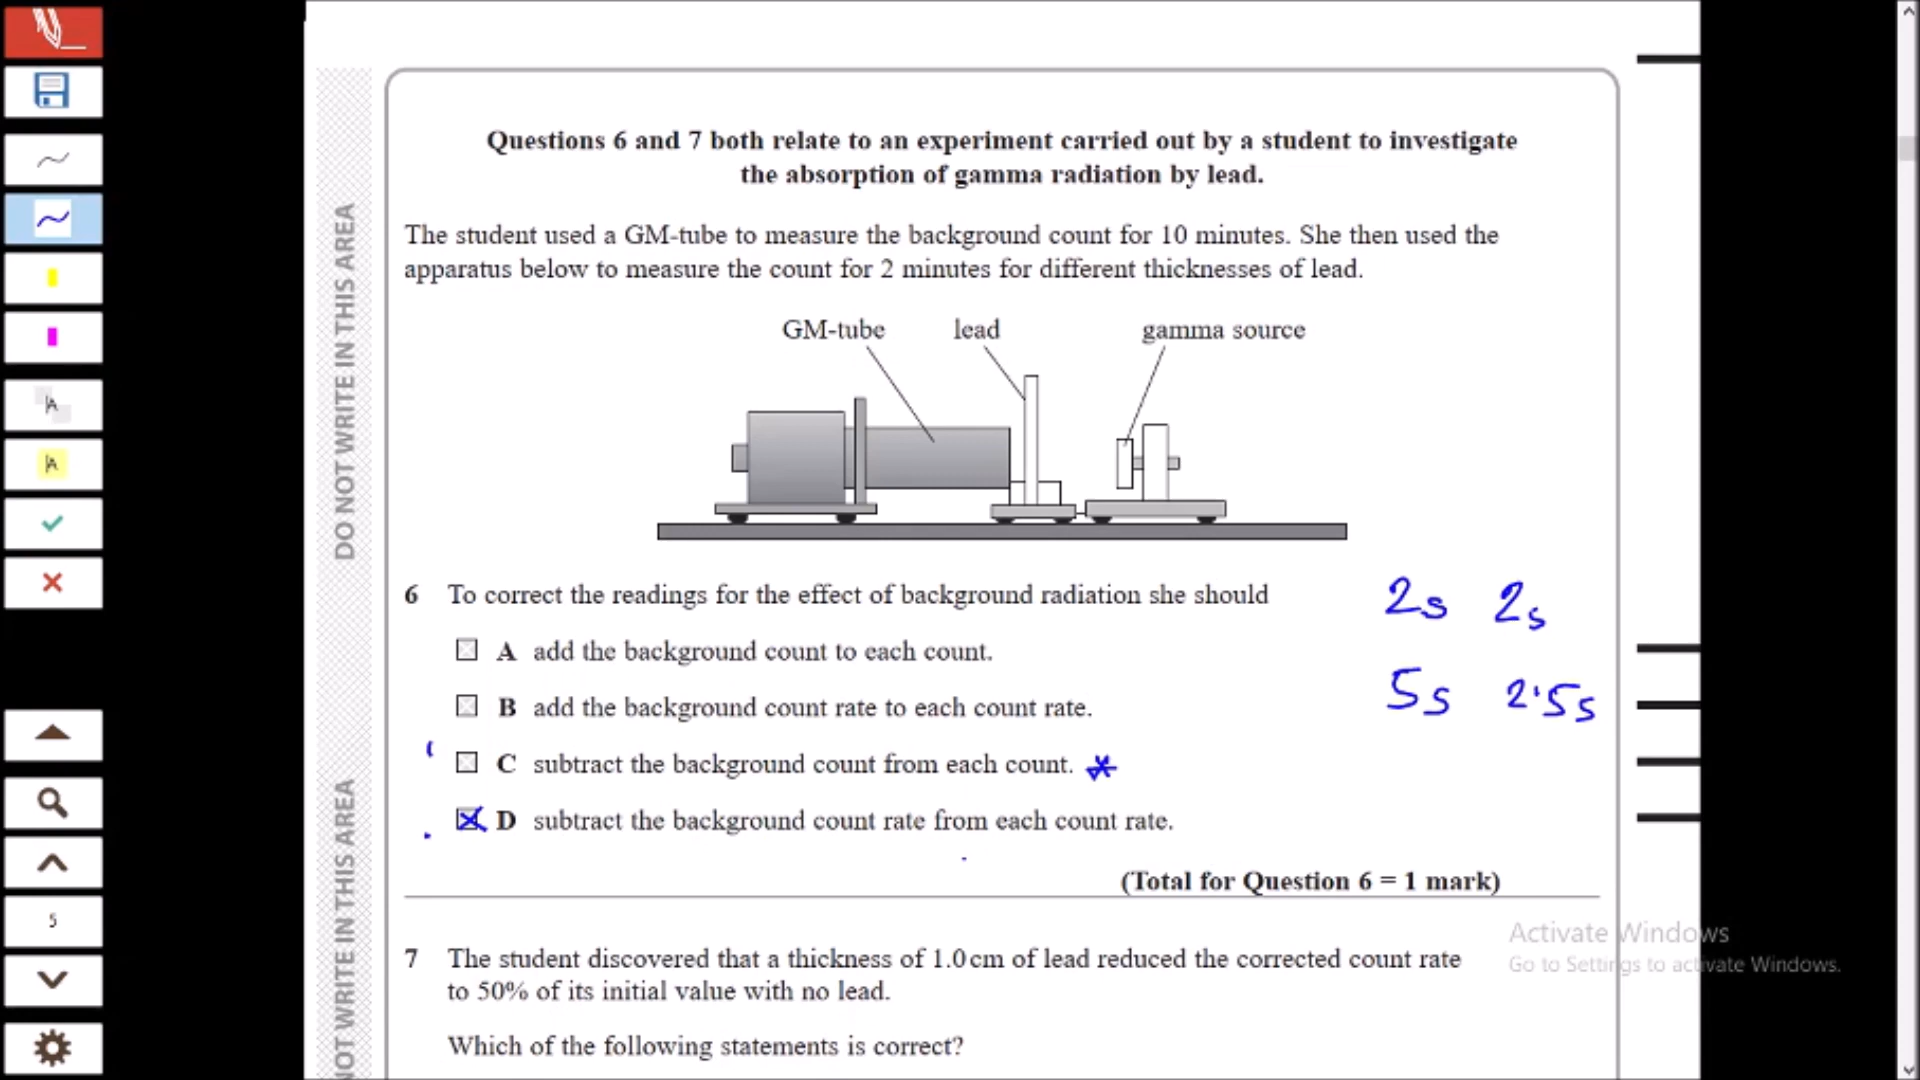 Questions 6 and 7 both relate to an experiment carried out by a student to investigate
the absorption of gamma radiation by lead.
DO NOT WRITE IN THIS AREA
The student used a GM-tube to measure the background count for 10 minutes. She then used the
apparatus below to measure the count for 2 minutes for different thicknesses of lead.
GM-tube lead gamma source
6 To correct the readings for the effect of background radiation she should
2s 2s
A add the background count to each count.
5s 2.5s
B add the background count rate to each count rate.
C subtract the background count from each count.
D subtract the background count rate from each count rate.
(Total for Question 6 = 1 mark)
NOT WRITE IN THIS AREA
5
Activate Windows
Go to Settings to activate Windows.
7 The student discovered that a thickness of 1.0 cm of lead reduced the corrected count rate
to 50% of its initial value with no lead.
Which of the following statements is correct?
A
A